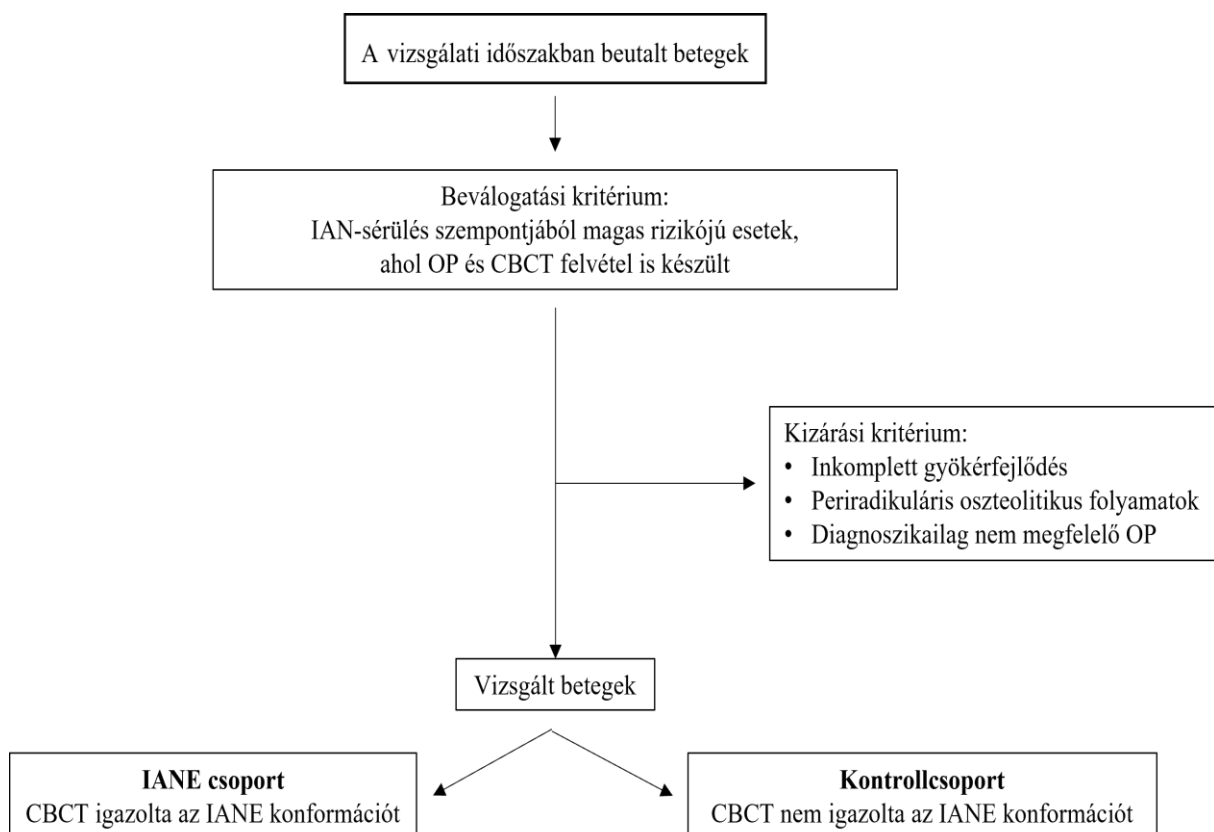 A vizsgálati időszakban beutalt betegek
Beválogatási kritérium:
IAN-sérülés szempontjából magas rizikójú esetek,
ahol OP és CBCT felvétel is készült
Kizárási kritérium:
• Inkomplett gyökérfejlődés
• Periradikuláris oszteolitikus folyamatok
• Diagnoszikailag nem megfelelő OP
Vizsgált betegek
IANE csoport
CBCT igazolta az IANE konformációt
Kontrollcsoport
CBCT nem igazolta az IANE konformációt